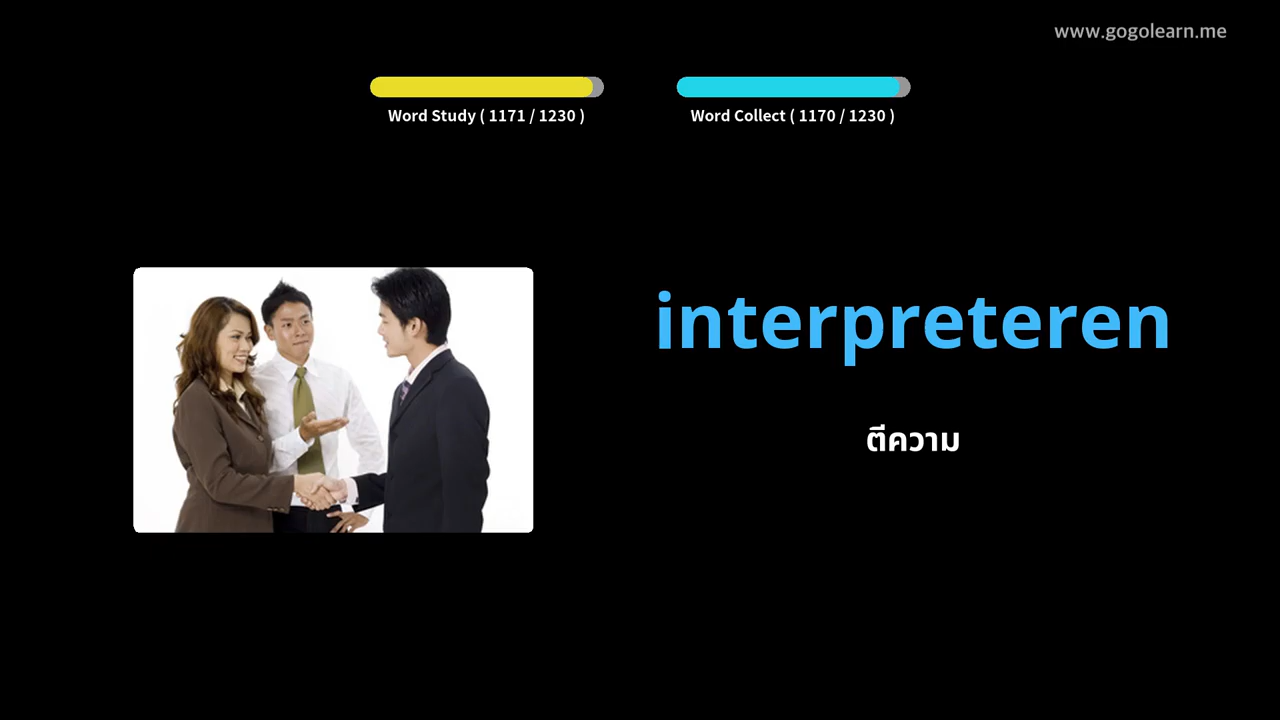 www.gogolearn.me
Word Study ( 1171 / 1230 )
Word Collect ( 1170 / 1230 )
interpreteren
ตีความ